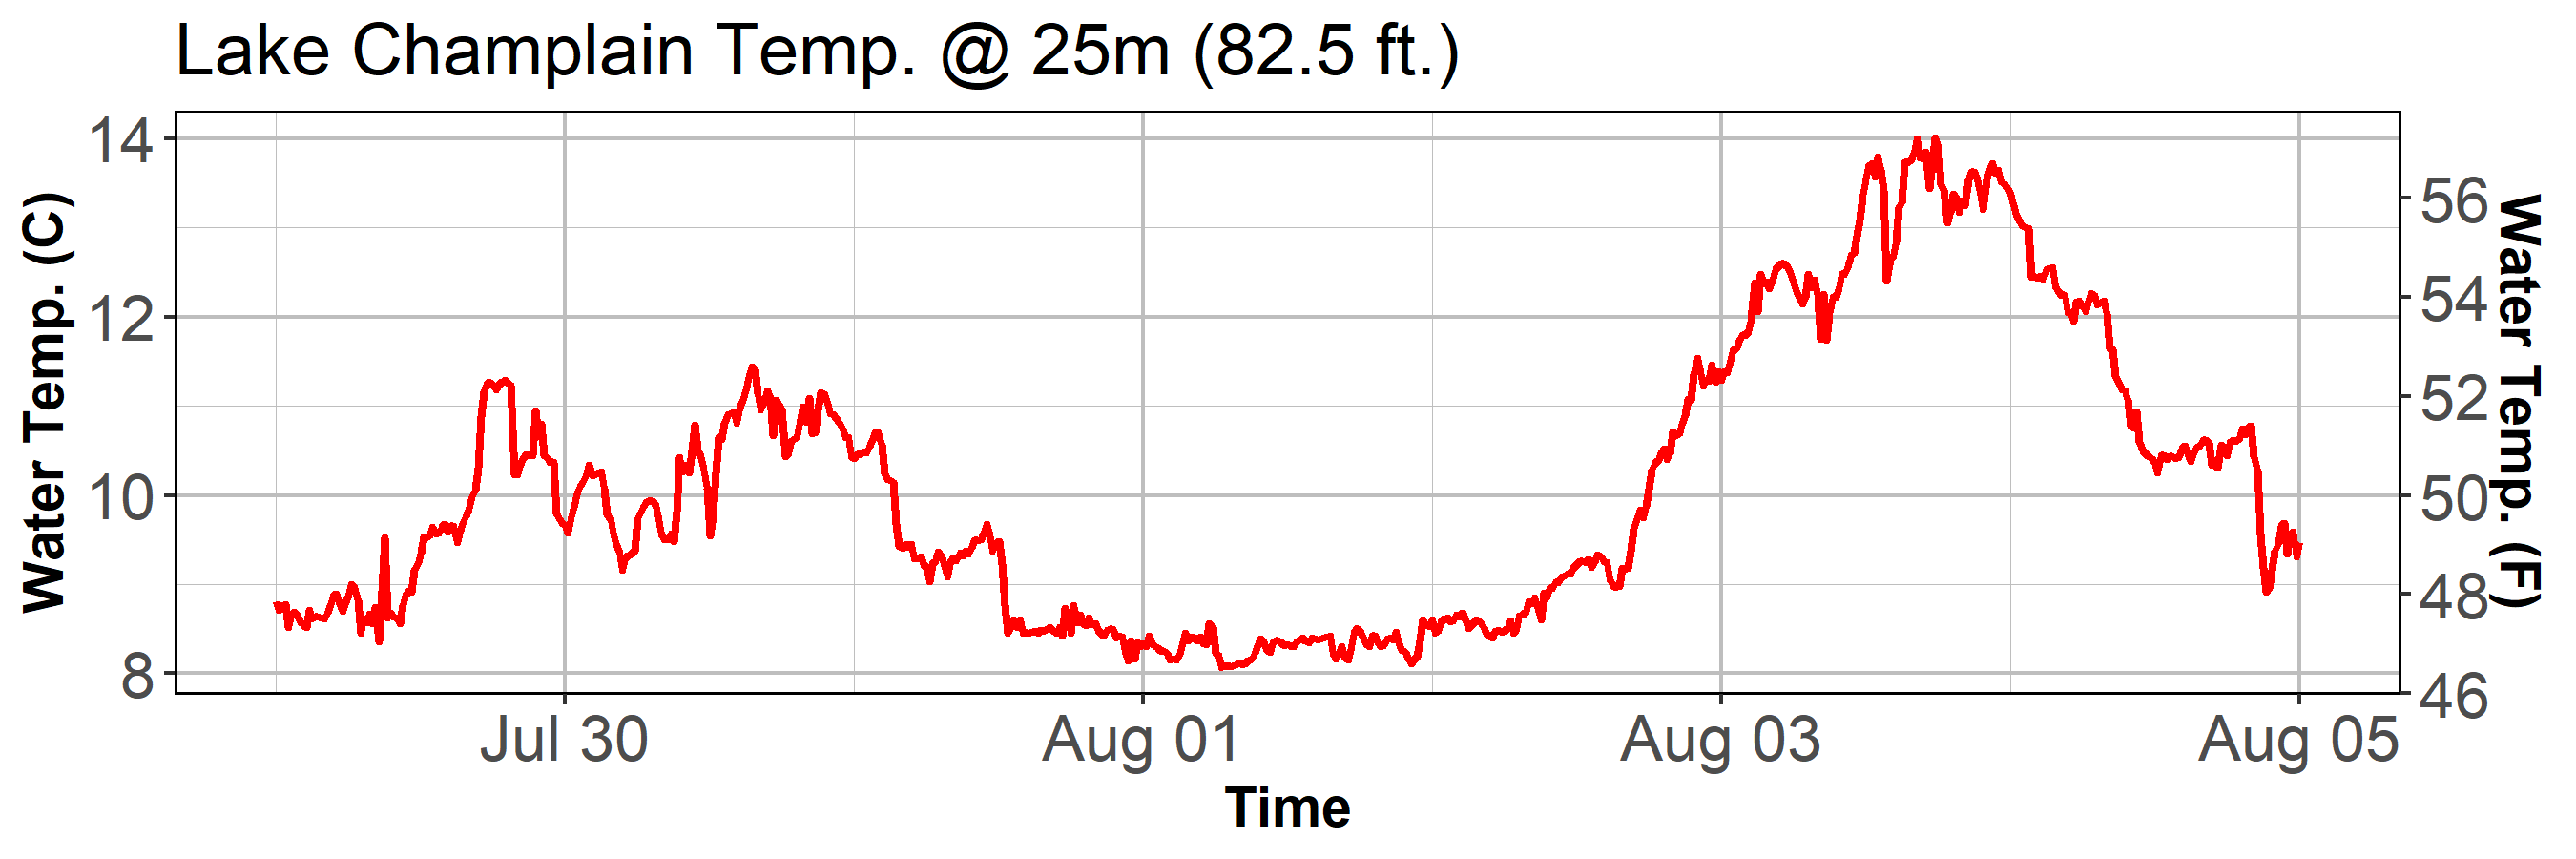 Lake Champlain Temp. @ 25m (82.5 ft.)
Water Temp. (C)
14
12
10
8
56
54
52
50
48
46
Water Temp. (F)
Jul 30 Aug 01 Aug 03 Aug 05
Time